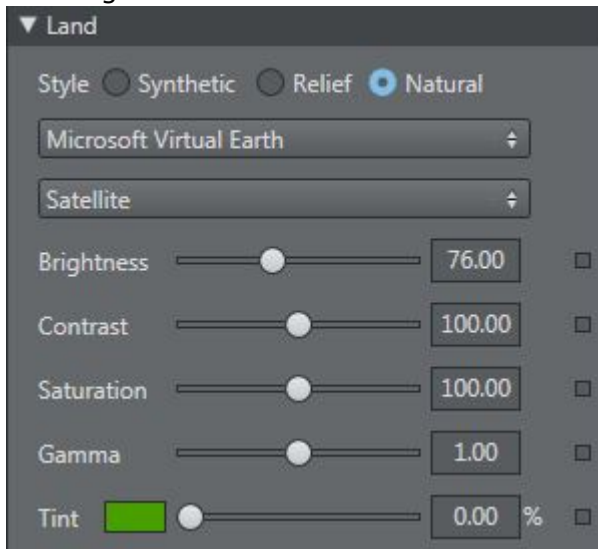 Land
Style Synthetic Relief Natural
Microsoft Virtual Earth
Satellite
Brightness 76.00
Contrast 100.00
Saturation 100.00
Gamma 1.00
Tint 0.00 %